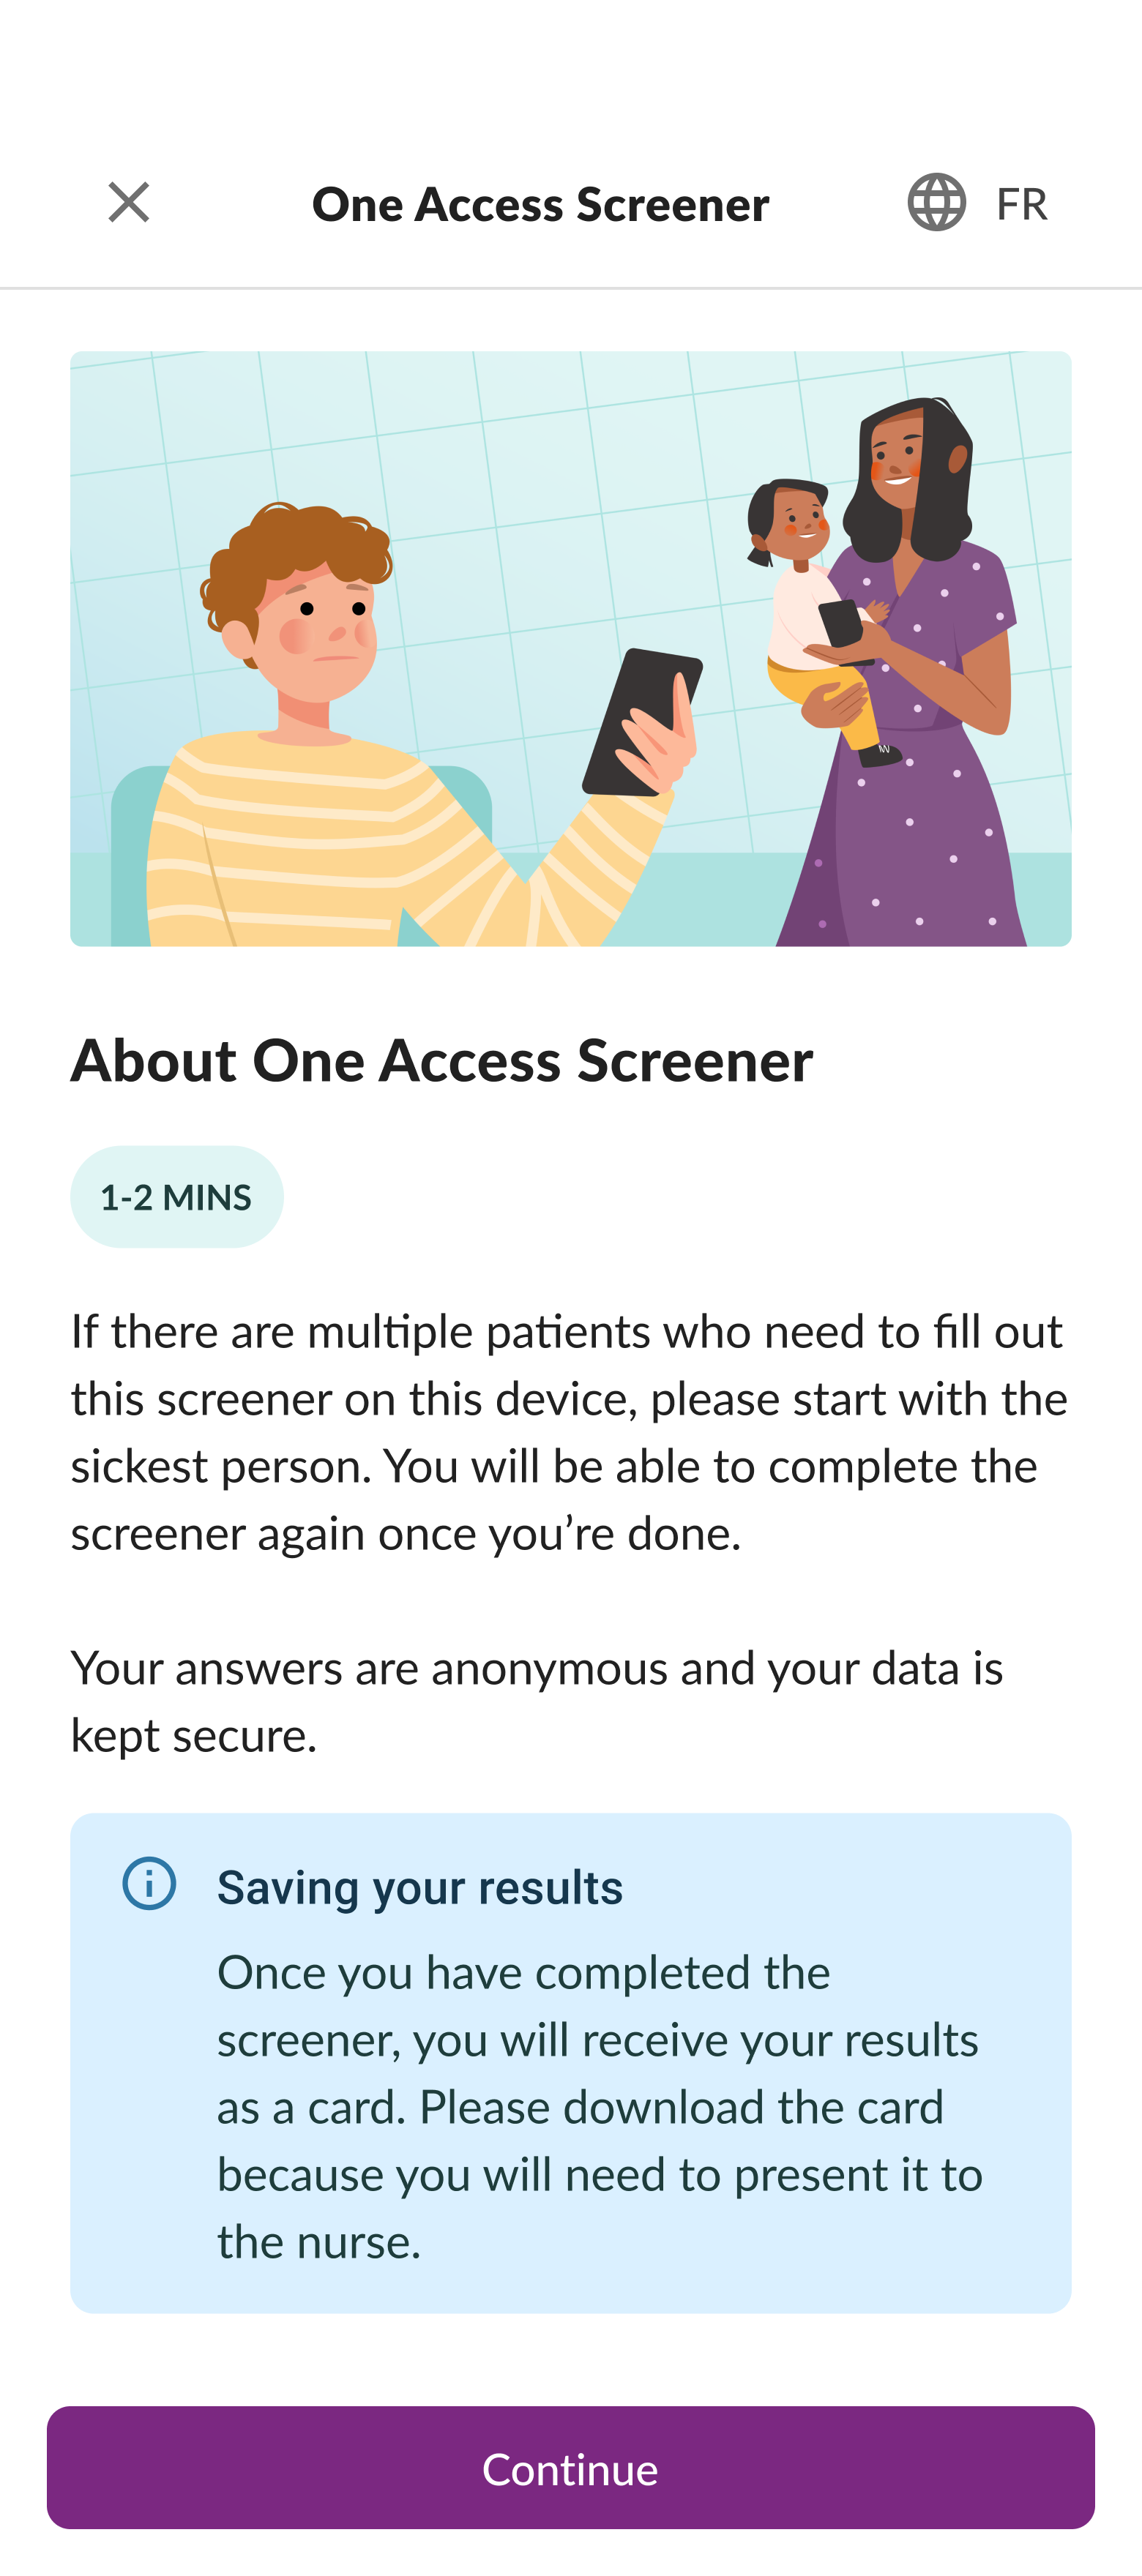 One Access Screener
FR
About One Access Screener
1-2 MINS
If there are multiple patients who need to fill out
this screener on this device, please start with the
sickest person. You will be able to complete the
screener again once you’re done.
Your answers are anonymous and your data is
kept secure.
Saving your results
Once you have completed the
screener, you will receive your results
as a card. Please download the card
because you will need to present it to
the nurse.
Continue